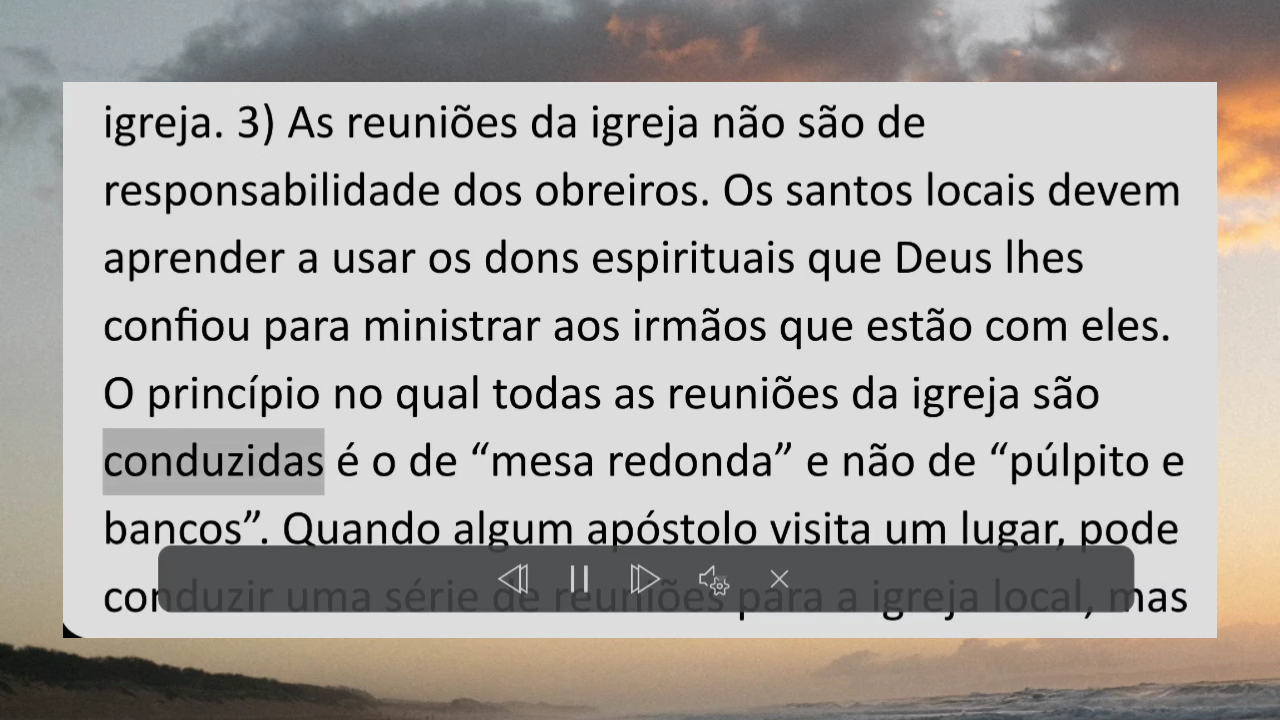 igreja. 3) As reuniões da igreja não são de
responsabilidade dos obreiros. Os santos locais devem
aprender a usar os dons espirituais que Deus lhes
confiou para ministrar aos irmãos que estão com eles.
O princípio no qual todas as reuniões da igreja são
conduzidas é o de “mesa redonda” e não de “púlpito e
bancos”. Quando algum apóstolo visita um lugar, pode
conduzir uma série de reuniões para a igreja local, mas